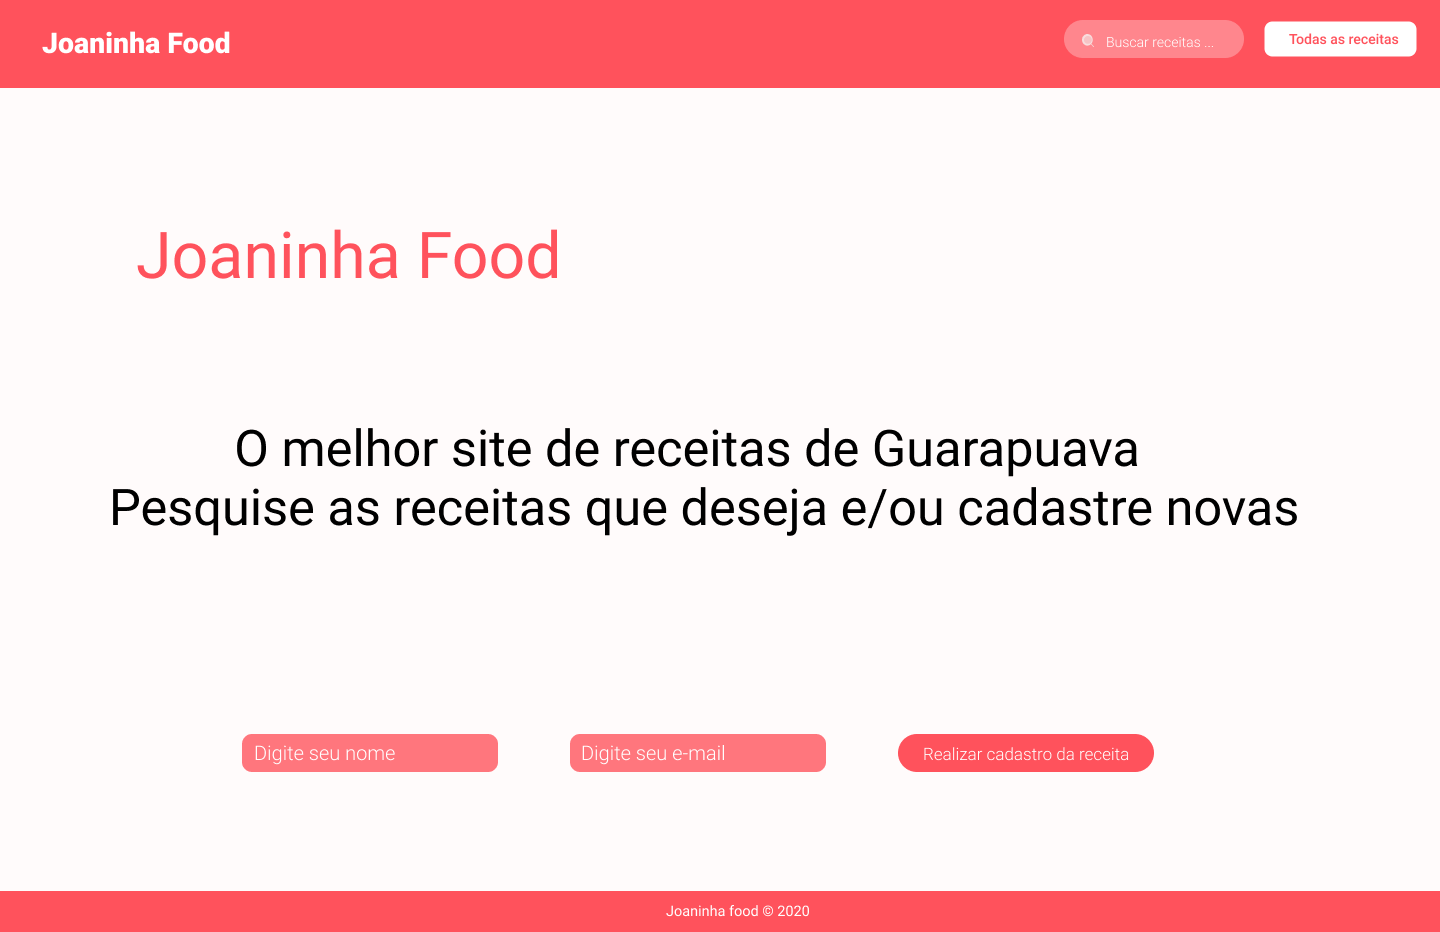 Joaninha Food
Buscar receitas ...
Todas as receitas
Joaninha Food
O melhor site de receitas de Guarapuava
Pesquise as receitas que deseja e/ou cadastre novas
Digite seu nome
Digite seu e-mail
Realizar cadastro da receita
Joaninha food © 2020